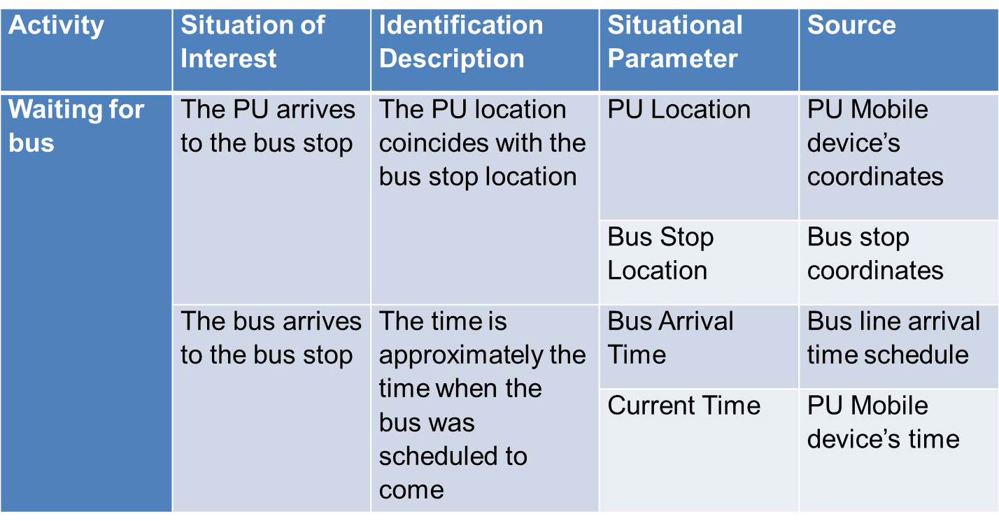 Activity
Situation of
Interest
Identification
Description
Situational
Parameter
Source
Waiting for
bus
The PU arrives
to the bus stop
The PU location
coincides with the
bus stop location
PU Location
PU Mobile
device’s
coordinates
Bus Stop
Location
Bus stop
coordinates
The bus arrives
to the bus stop
The time is
approximately the
time when the
bus was
scheduled to
come
Bus Arrival
Time
Bus line arrival
time schedule
Current Time
PU Mobile
device’s time